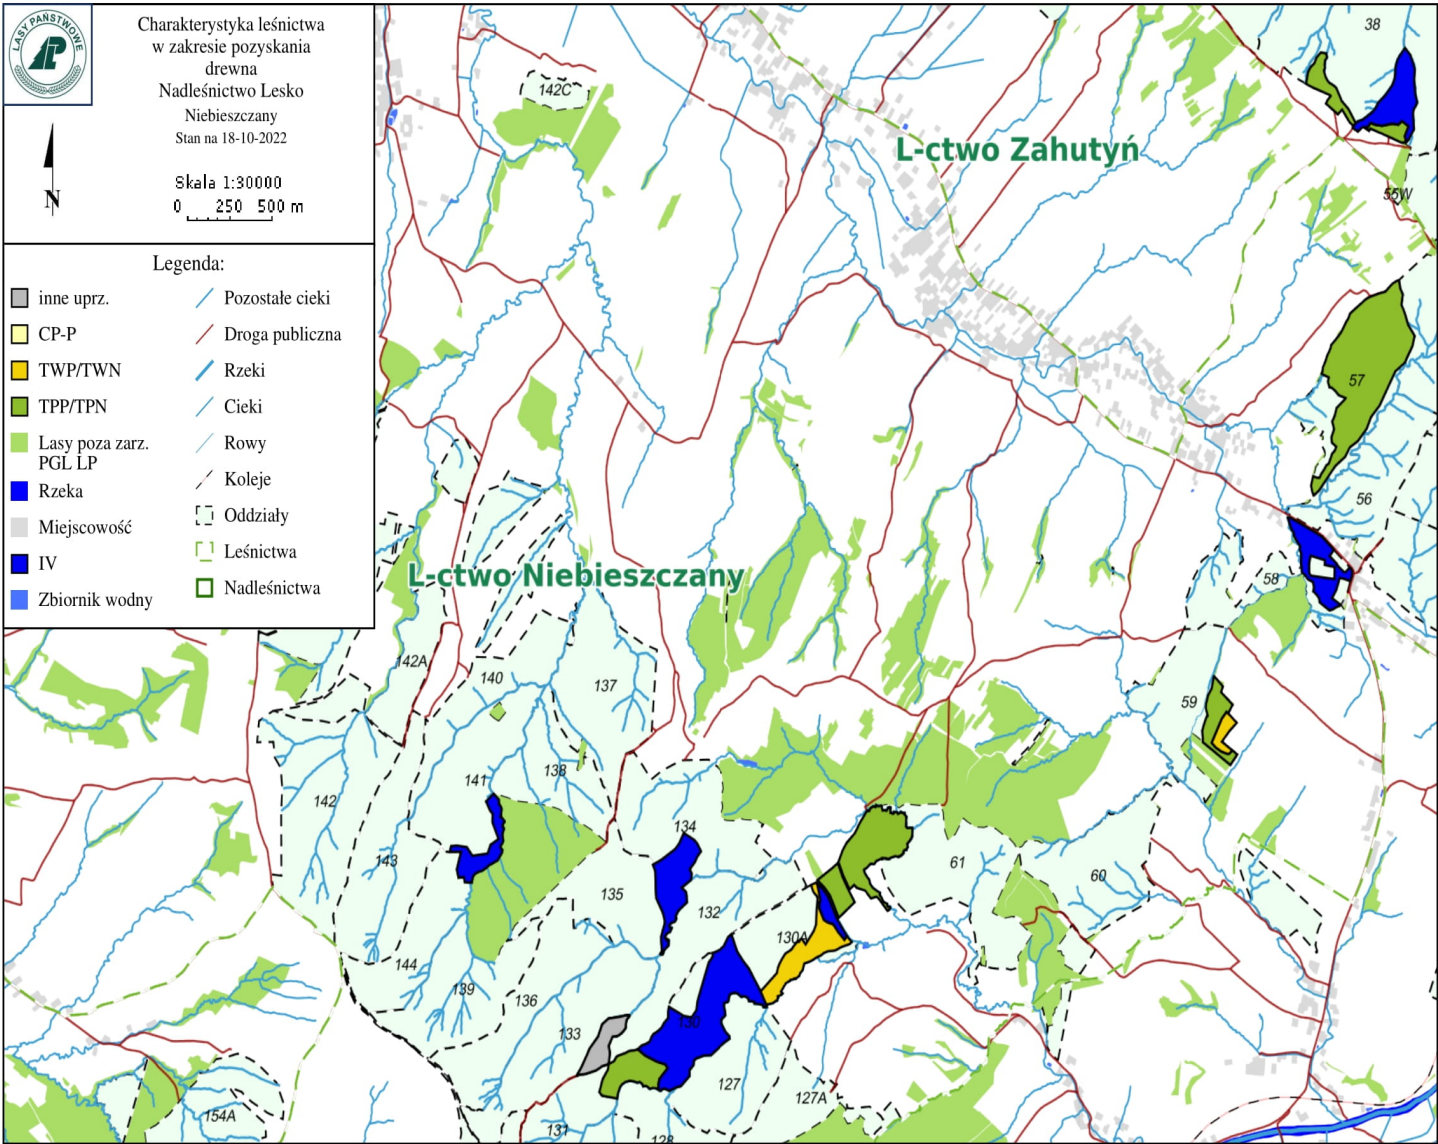 LASY PAŃSTWOWE
Charakterystyka leśnictwa
w zakresie pozyskania
drewna
Nadleśnictwo Lesko
Niebieszczany
Stan na 18-10-2022
N
Skala 1:30000
0 250 500 m
Legenda:
inne uprz.
CP-P
TWP/TWN
TPP/TPN
Lasy poza zarz.
PGL LP
Rzeka
Miejscowość
IV
Zbiornik wodny
Pozostałe cieki
Droga publiczna
Rzeki
Cieki
Rowy
Koleje
Oddziały
Leśnictwa
Nadleśnictwa
38
142C
L-ctwo Zahutyń
55W
57
56
L-ctwo Niebieszczany
58
142A
140
137
59
141
138
142
134
143
61
60
135
132
130A
144
139
136
133
130
127
127A
154A
131
128